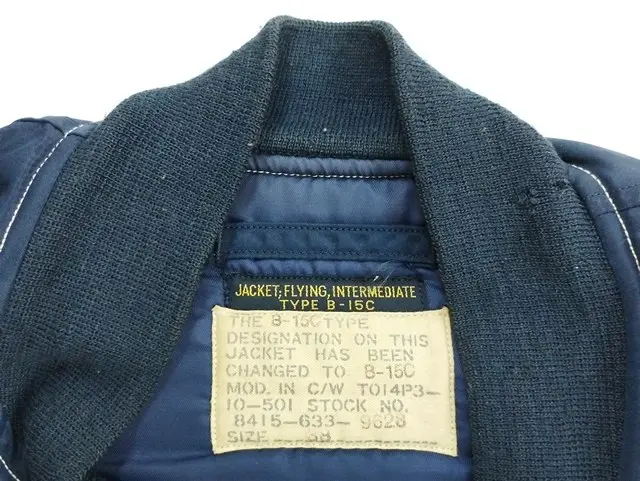 JACKET, FLYING, INTERMEDIATE
TYPE B-15C
THE B-15C TYPE
DESIGNATION ON THIS
JACKET HAS BEEN
CHANGED TO B-15C
MOD. IN C/W TO14P3-
10-501 STOCK NO.
8415-633-9628
SIZE 38